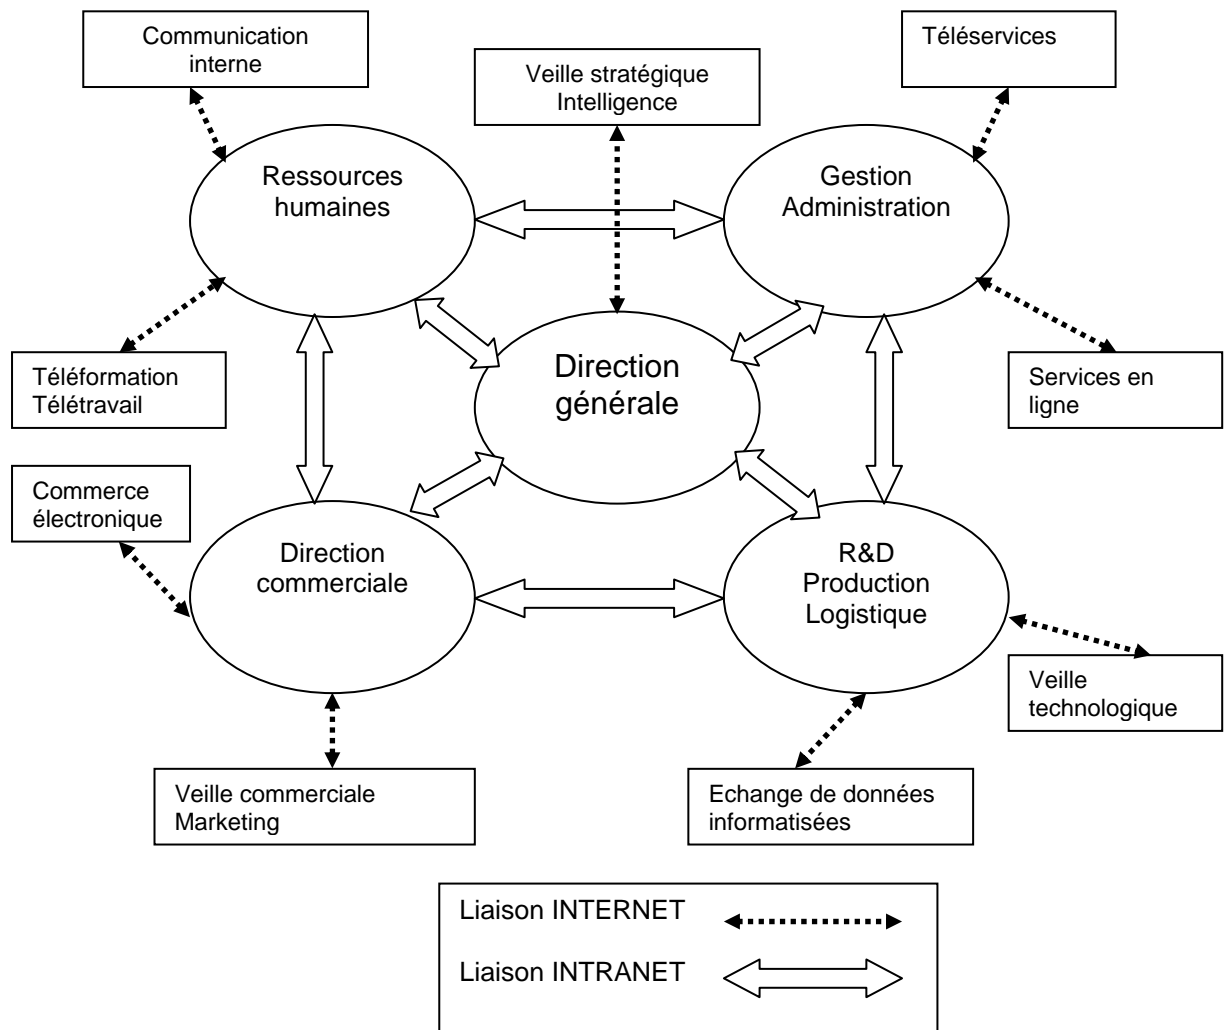 Communication
interne
Téléservices
Veille stratégique
Intelligence
Ressources
humaines
Gestion
Administration
Direction
générale
Téléformation
Télétravail
Services en
ligne
Commerce
électronique
Direction
commerciale
R&D
Production
Logistique
Veille
technologique
Veille commerciale
Marketing
Echange de données
informatisées
Liaison INTERNET
Liaison INTRANET